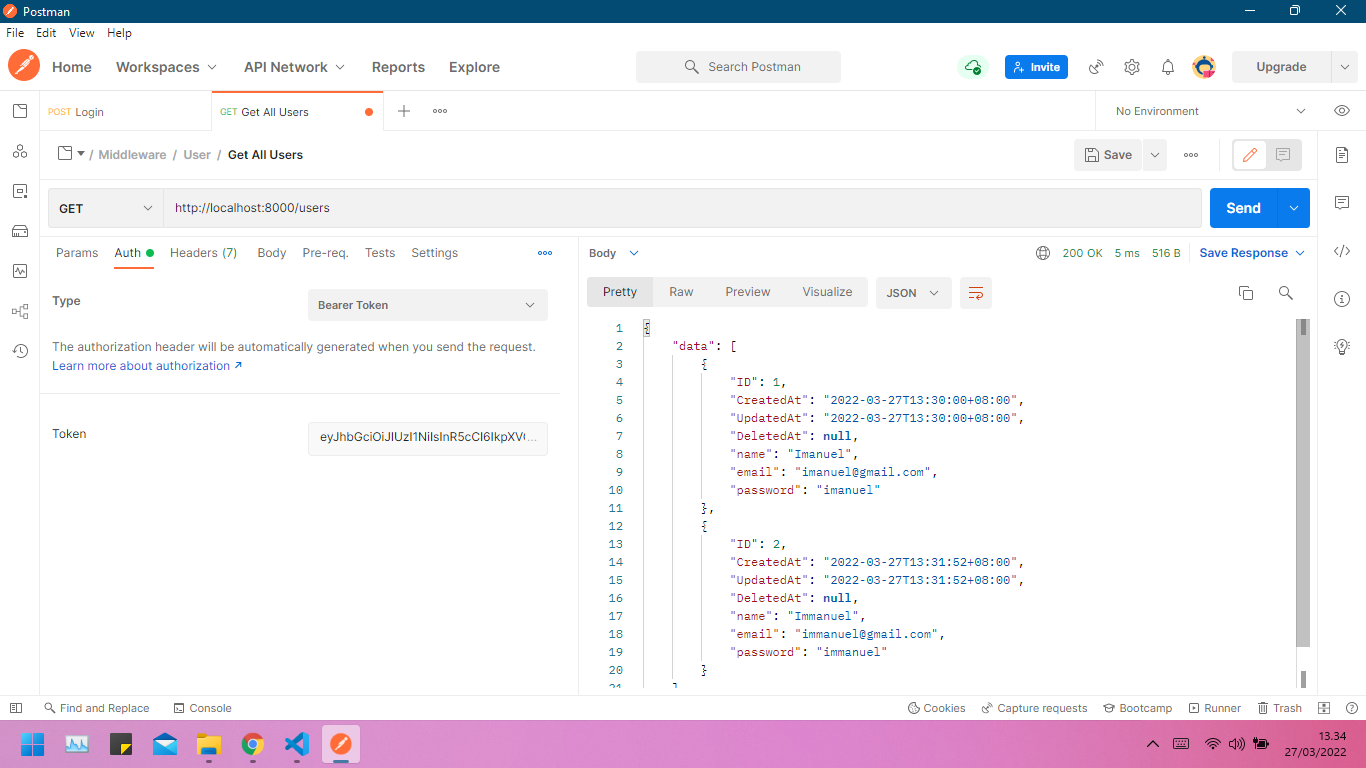 Postman
File Edit View Help
Home Workspaces API Network Reports Explore Search Postman Invite Upgrade
POST Login GET Get All Users No Environment
/ Middleware / User / Get All Users Save
GET http://localhost:8000/users Send
Params Auth Headers (7) Body Pre-req. Tests Settings
Type Bearer Token
The authorization header will be automatically generated when you send the request.
Learn more about authorization ↗
Token eyJhbGciOiJIUzI1NiIsInR5cCI6IkpXVC...
Body 200 OK 5 ms 516 B Save Response
Pretty Raw Preview Visualize JSON
1 {
2 "data": [
3 {
4 "ID": 1,
5 "CreatedAt": "2022-03-27T13:30:00+08:00",
6 "UpdatedAt": "2022-03-27T13:30:00+08:00",
7 "DeletedAt": null,
8 "name": "Imanuel",
9 "email": "imanuel@gmail.com",
10 "password": "imanuel"
11 },
12 {
13 "ID": 2,
14 "CreatedAt": "2022-03-27T13:31:52+08:00",
15 "UpdatedAt": "2022-03-27T13:31:52+08:00",
16 "DeletedAt": null,
17 "name": "Immanuel",
18 "email": "immanuel@gmail.com",
19 "password": "immanuel"
20 }
21 ]
Find and Replace Console Cookies Capture requests Bootcamp Runner Trash
13.34
27/03/2022